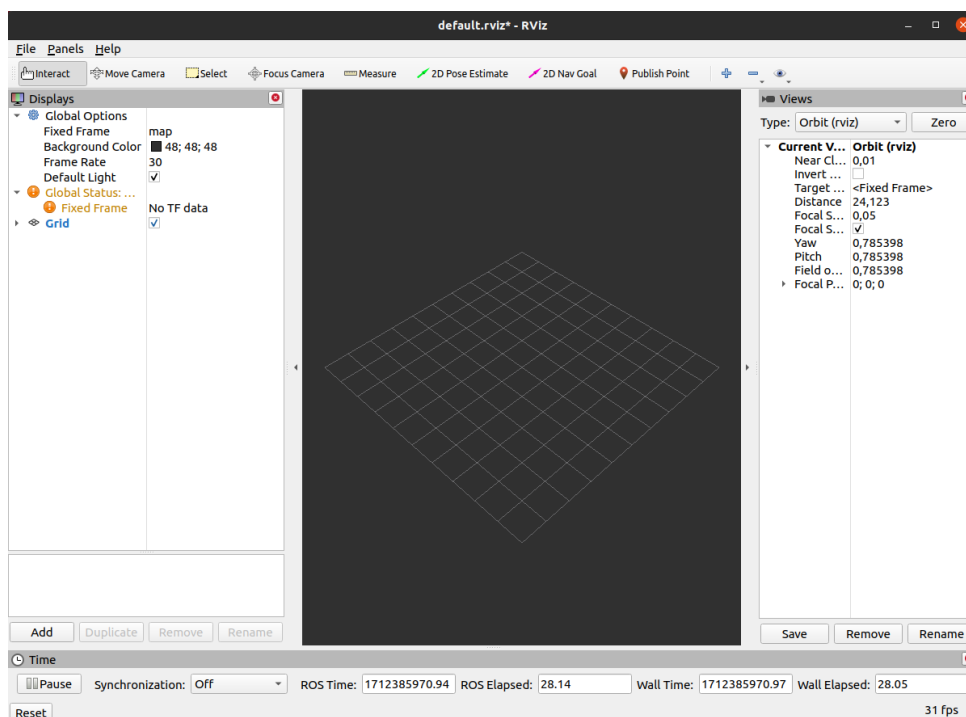 default.rviz* - RViz
File Panels Help
Interact Move Camera Select Focus Camera Measure 2D Pose Estimate 2D Nav Goal Publish Point
Displays
Global Options
Fixed Frame map
Background Color 48; 48; 48
Frame Rate 30
Default Light
Global Status: ...
Fixed Frame No TF data
Grid
Add Duplicate Remove Rename
Views
Type: Orbit (rviz) Zero
Current V... Orbit (rviz)
Near Cl... 0,01
Invert ...
Target ... <Fixed Frame>
Distance 24,123
Focal S... 0,05
Focal S...
Yaw 0,785398
Pitch 0,785398
Field o... 0,785398
Focal P... 0; 0; 0
Save Remove Rename
Time
Pause Synchronization: Off ROS Time: 1712385970.94 ROS Elapsed: 28.14 Wall Time: 1712385970.97 Wall Elapsed: 28.05
Reset 31 fps